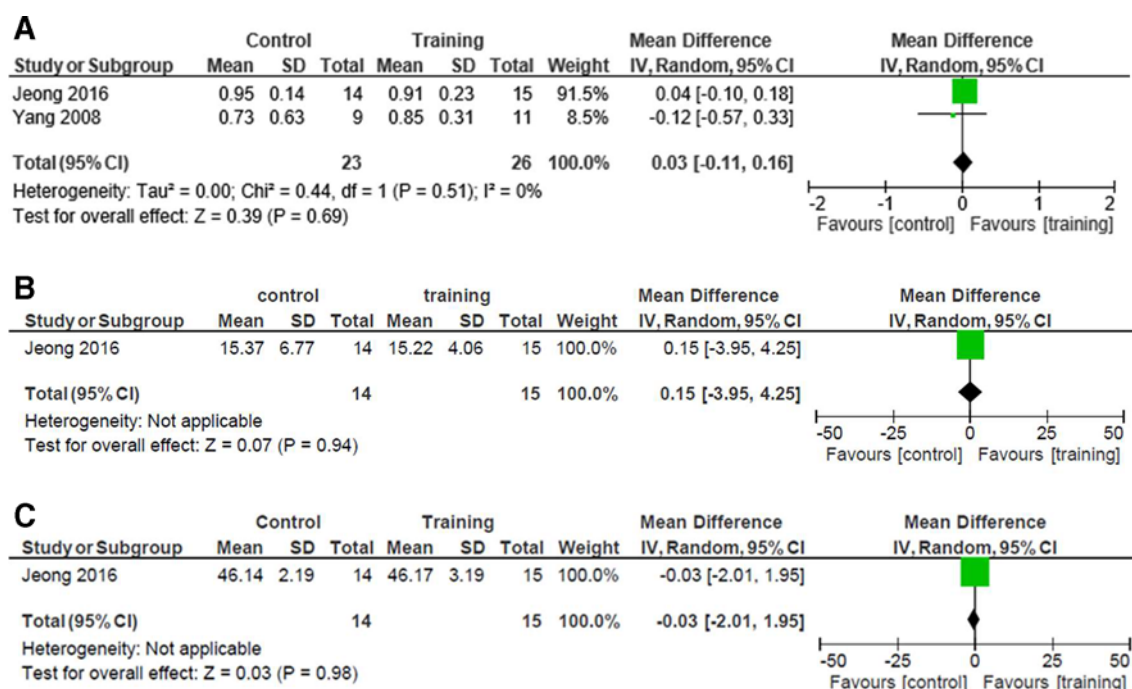 A
Control Training Mean Difference Mean Difference
Study or Subgroup Mean SD Total Mean SD Total Weight IV, Random, 95% CI IV, Random, 95% CI
Jeong 2016 0.95 0.14 14 0.91 0.23 15 91.5% 0.04 [-0.10, 0.18]
Yang 2008 0.73 0.63 9 0.85 0.31 11 8.5% -0.12 [-0.57, 0.33]
Total (95% CI) 23 26 100.0% 0.03 [-0.11, 0.16]
Heterogeneity: Tau² = 0.00; Chi² = 0.44, df = 1 (P = 0.51); I² = 0%
Test for overall effect: Z = 0.39 (P = 0.69)
-2 -1 0 1 2
Favours [control] Favours [training]
B
control training Mean Difference Mean Difference
Study or Subgroup Mean SD Total Mean SD Total Weight IV, Random, 95% CI IV, Random, 95% CI
Jeong 2016 15.37 6.77 14 15.22 4.06 15 100.0% 0.15 [-3.95, 4.25]
Total (95% CI) 14 15 100.0% 0.15 [-3.95, 4.25]
Heterogeneity: Not applicable
Test for overall effect: Z = 0.07 (P = 0.94)
-50 -25 0 25 50
Favours [control] Favours [training]
C
Control Training Mean Difference Mean Difference
Study or Subgroup Mean SD Total Mean SD Total Weight IV, Random, 95% CI IV, Random, 95% CI
Jeong 2016 46.14 2.19 14 46.17 3.19 15 100.0% -0.03 [-2.01, 1.95]
Total (95% CI) 14 15 100.0% -0.03 [-2.01, 1.95]
Heterogeneity: Not applicable
Test for overall effect: Z = 0.03 (P = 0.98)
-50 -25 0 25 50
Favours [control] Favours [training]